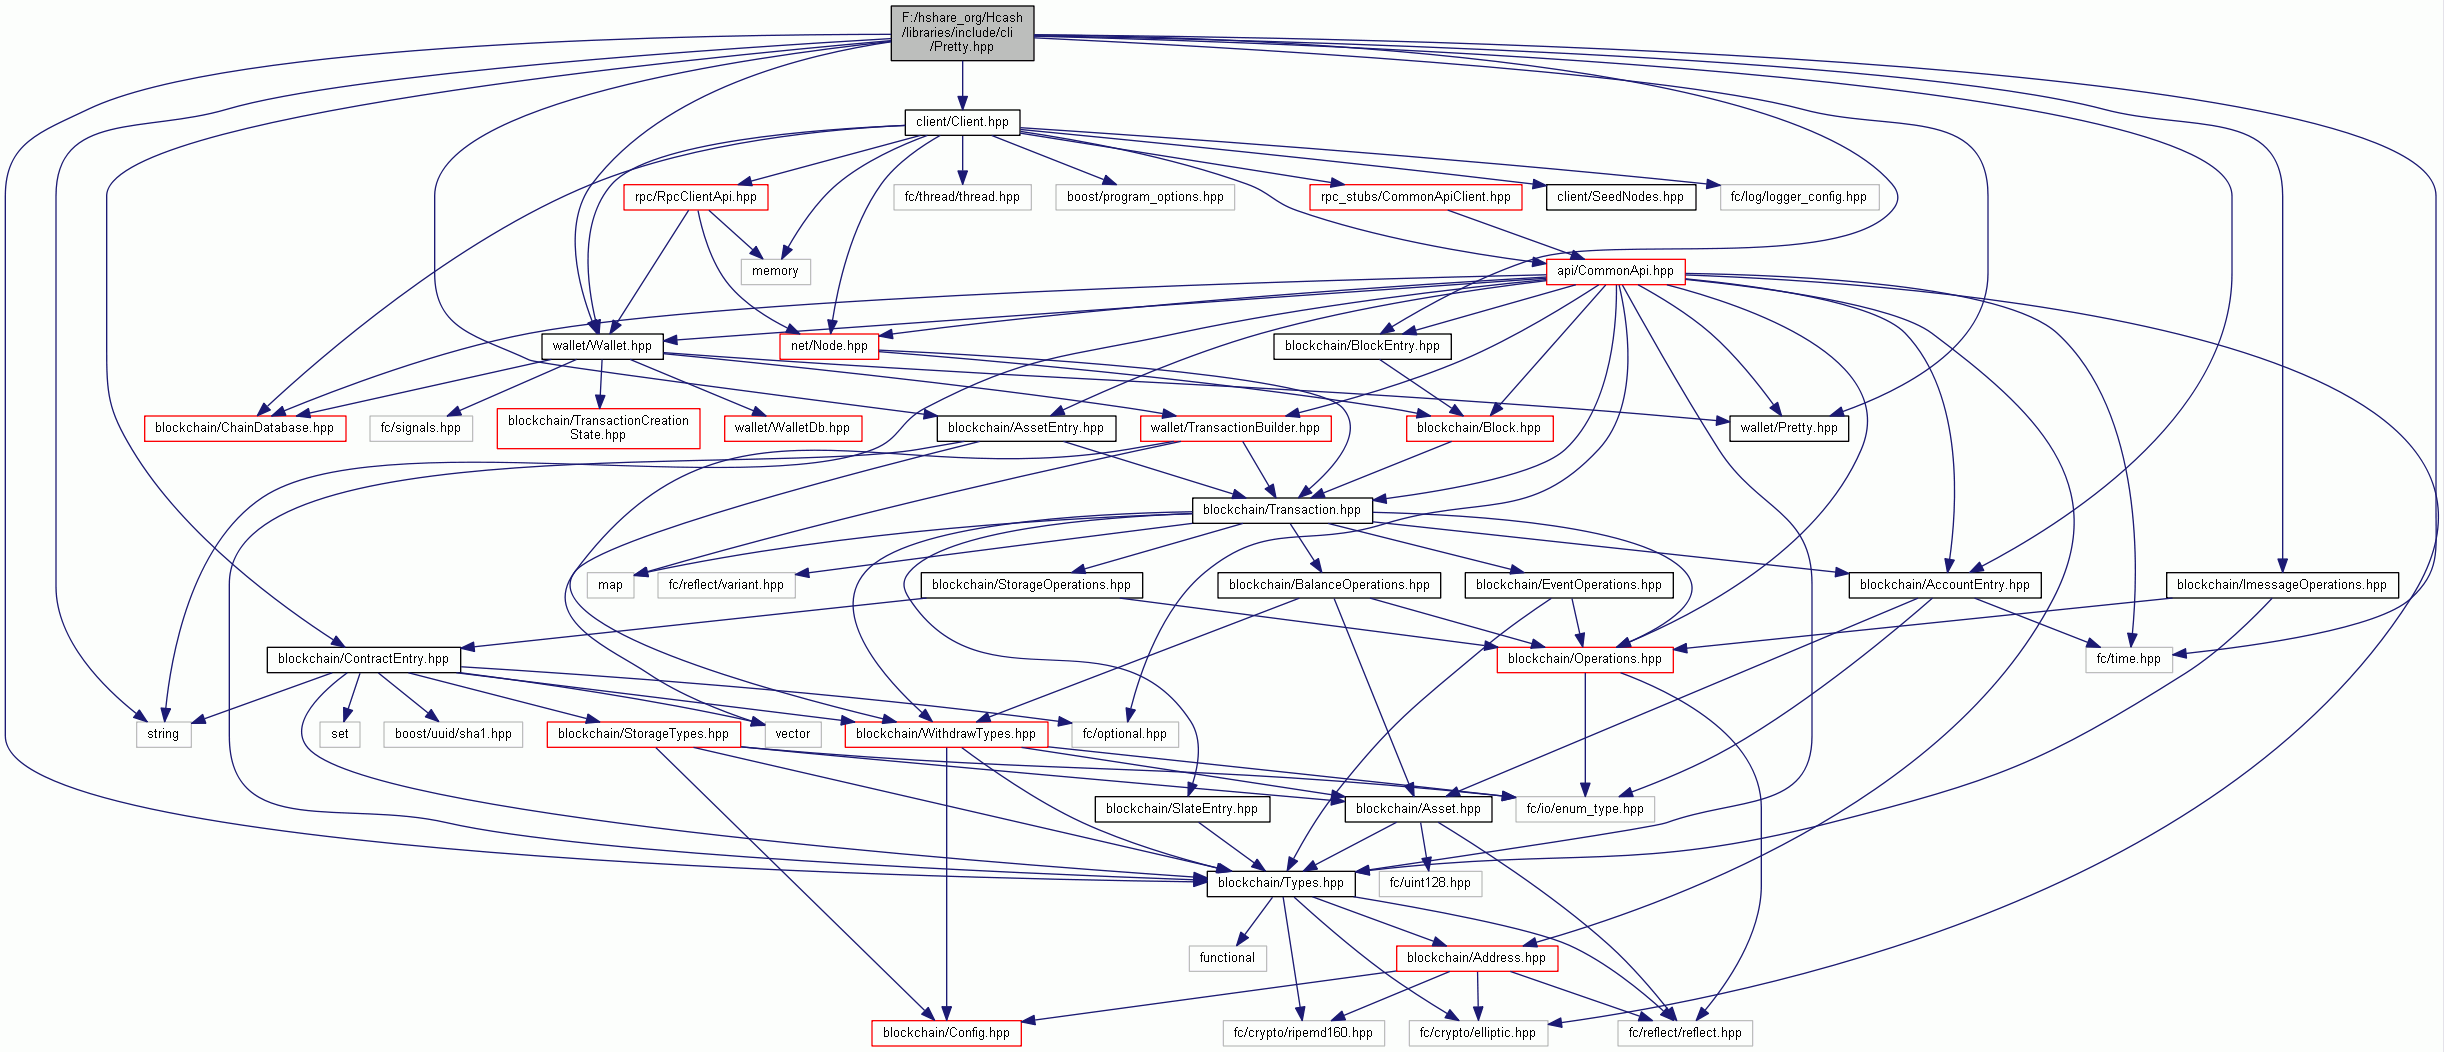 F:/hshare_org/Hcash
/libraries/include/cli
/Pretty.hpp
client/Client.hpp
rpc/RpcClientApi.hpp
fc/thread/thread.hpp
boost/program_options.hpp
rpc_stubs/CommonApiClient.hpp
client/SeedNodes.hpp
fc/log/logger_config.hpp
memory
api/CommonApi.hpp
wallet/Wallet.hpp
net/Node.hpp
blockchain/BlockEntry.hpp
blockchain/ChainDatabase.hpp
fc/signals.hpp
blockchain/TransactionCreation
State.hpp
wallet/WalletDb.hpp
blockchain/AssetEntry.hpp
wallet/TransactionBuilder.hpp
blockchain/Block.hpp
wallet/Pretty.hpp
blockchain/Transaction.hpp
map
fc/reflect/variant.hpp
blockchain/StorageOperations.hpp
blockchain/BalanceOperations.hpp
blockchain/EventOperations.hpp
blockchain/AccountEntry.hpp
blockchain/ImessageOperations.hpp
blockchain/ContractEntry.hpp
blockchain/Operations.hpp
fc/time.hpp
string
set
boost/uuid/sha1.hpp
blockchain/StorageTypes.hpp
vector
blockchain/WithdrawTypes.hpp
fc/optional.hpp
blockchain/SlateEntry.hpp
blockchain/Asset.hpp
fc/io/enum_type.hpp
blockchain/Types.hpp
fc/uint128.hpp
functional
blockchain/Address.hpp
blockchain/Config.hpp
fc/crypto/ripemd160.hpp
fc/crypto/elliptic.hpp
fc/reflect/reflect.hpp